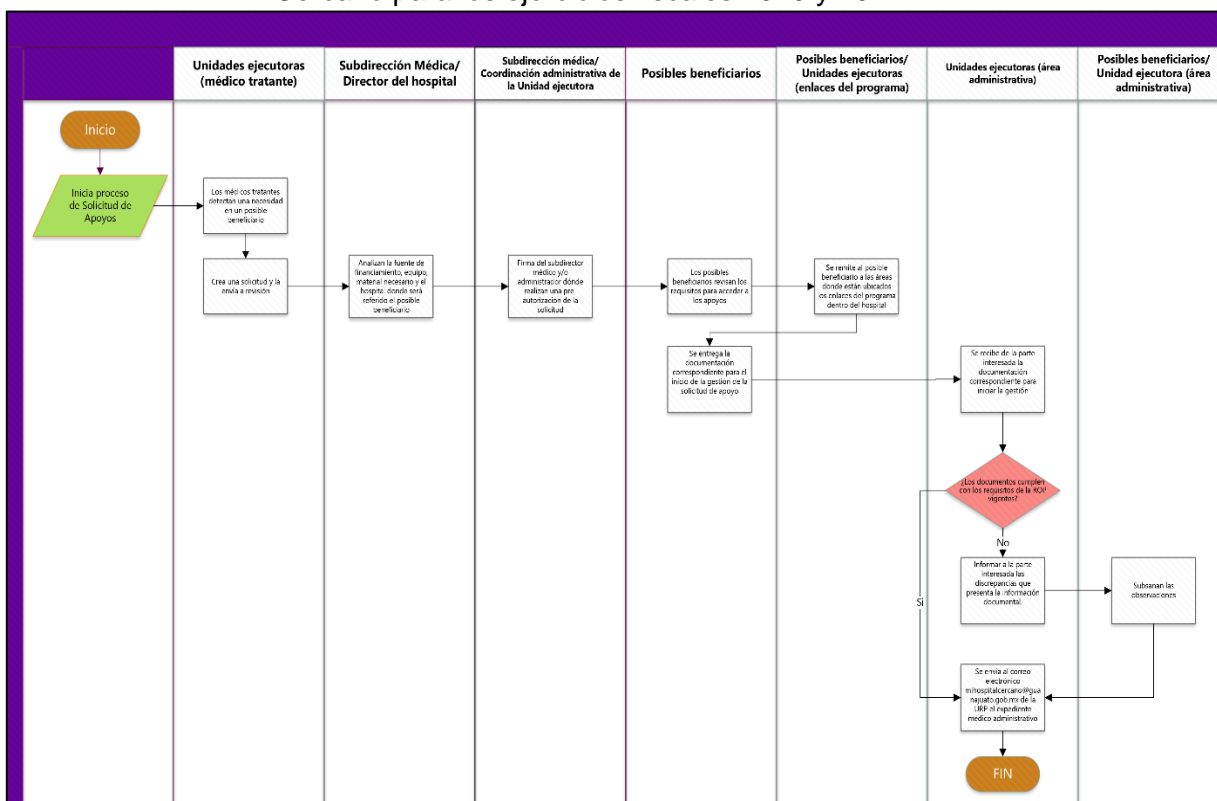 Unidades ejecutoras
(médico tratante)
Subdirección Médica/
Director del hospital
Subdirección médica/
Coordinación administrativa de
la Unidad ejecutora
Posibles beneficiarios
Posibles beneficiarios/
Unidades ejecutoras
(enlaces del programa)
Unidades ejecutoras (área
administrativa)
Posibles beneficiarios/
Unidad ejecutora (área
administrativa)
Inicio
Inicia proceso
de Solicitud de
Apoyos
Los médicos tratantes
detectan una necesidad
en un posible
beneficiario
Crea una solicitud y la
envía a revisión
Analizan la fuente de
financiamiento, equipo,
material necesario y el
hospital donde será
referido el posible
beneficiario
Firma del subdirector
médico y/o
administrador dónde
realizan una pre
autorización de la
solicitud
Los posibles
beneficiarios revisan los
requisitos para acceder a
los apoyos
Se remite al posible
beneficiario a las áreas
donde están ubicados
los enlaces del programa
dentro del hospital
Se entrega la
documentación
correspondiente para el
inicio de la gestión de la
solicitud de apoyo
Se recibe de la parte
interesada la
documentación
correspondiente para
iniciar la gestión
¿Los documentos cumplen
con los requisitos de la ROP
vigentes?
No
Si
Informar a la parte
interesada las
discrepancias que
presenta la información
documental.
Subsanan las
observaciones
Se envía al correo
electrónico
mihospitalcercano@gua
najuato.gob.mx de la
URP el expediente
médico administrativo
FIN